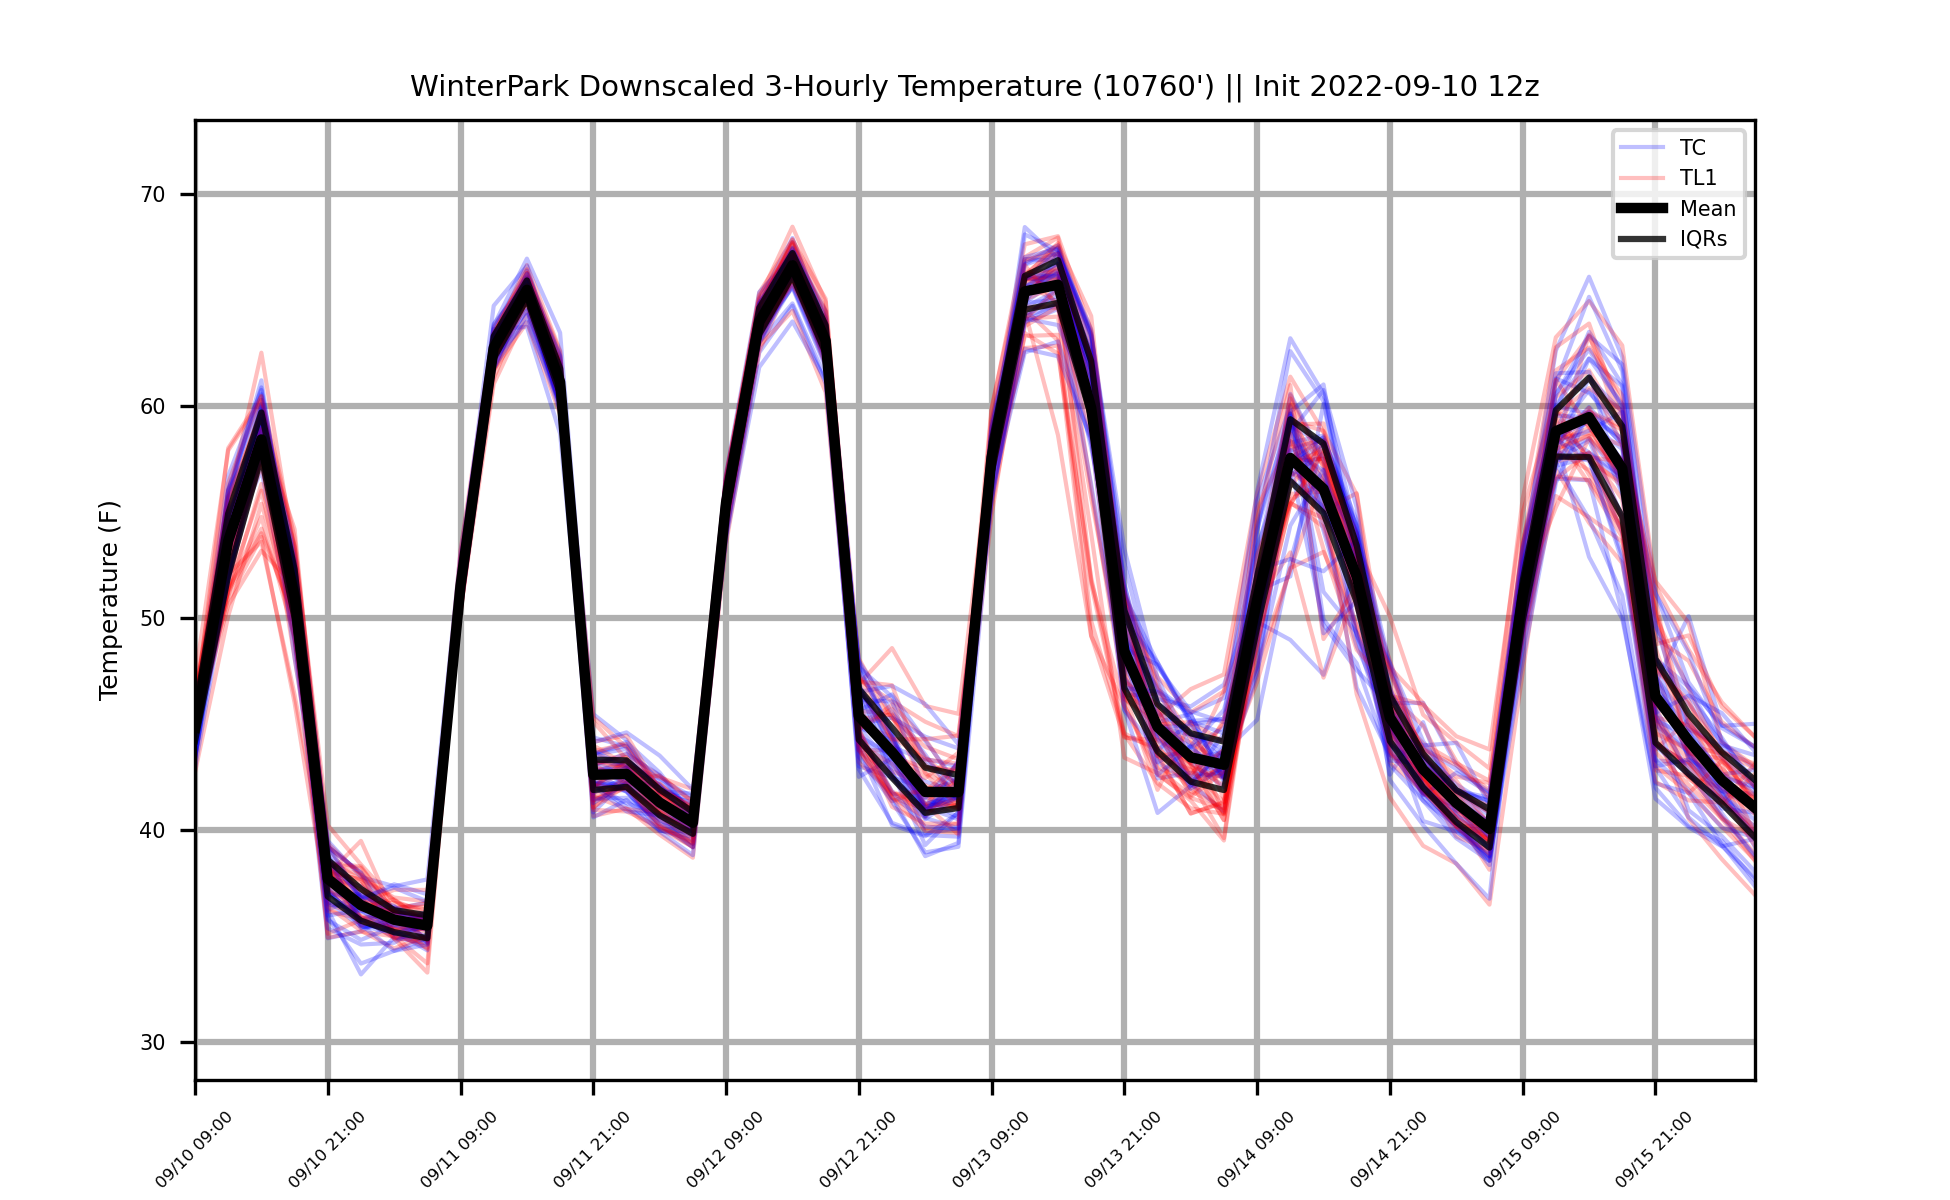 WinterPark Downscaled 3-Hourly Temperature (10760') || Init 2022-09-10 12z
TC
TL1
Mean
IQRs
Temperature (F)
70
60
50
40
30
09/10 09:00
09/10 21:00
09/11 09:00
09/11 21:00
09/12 09:00
09/12 21:00
09/13 09:00
09/13 21:00
09/14 09:00
09/14 21:00
09/15 09:00
09/15 21:00